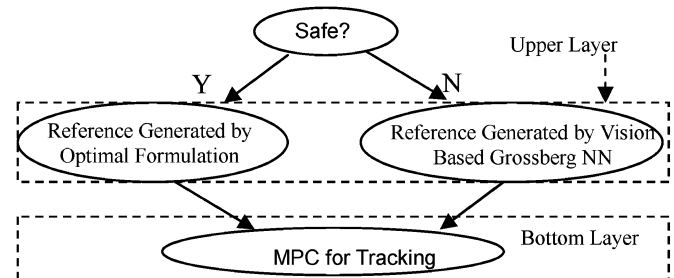 Safe?
Upper Layer
Y
N
Reference Generated by
Optimal Formulation
Reference Generated by Vision
Based Grossberg NN
Bottom Layer
MPC for Tracking